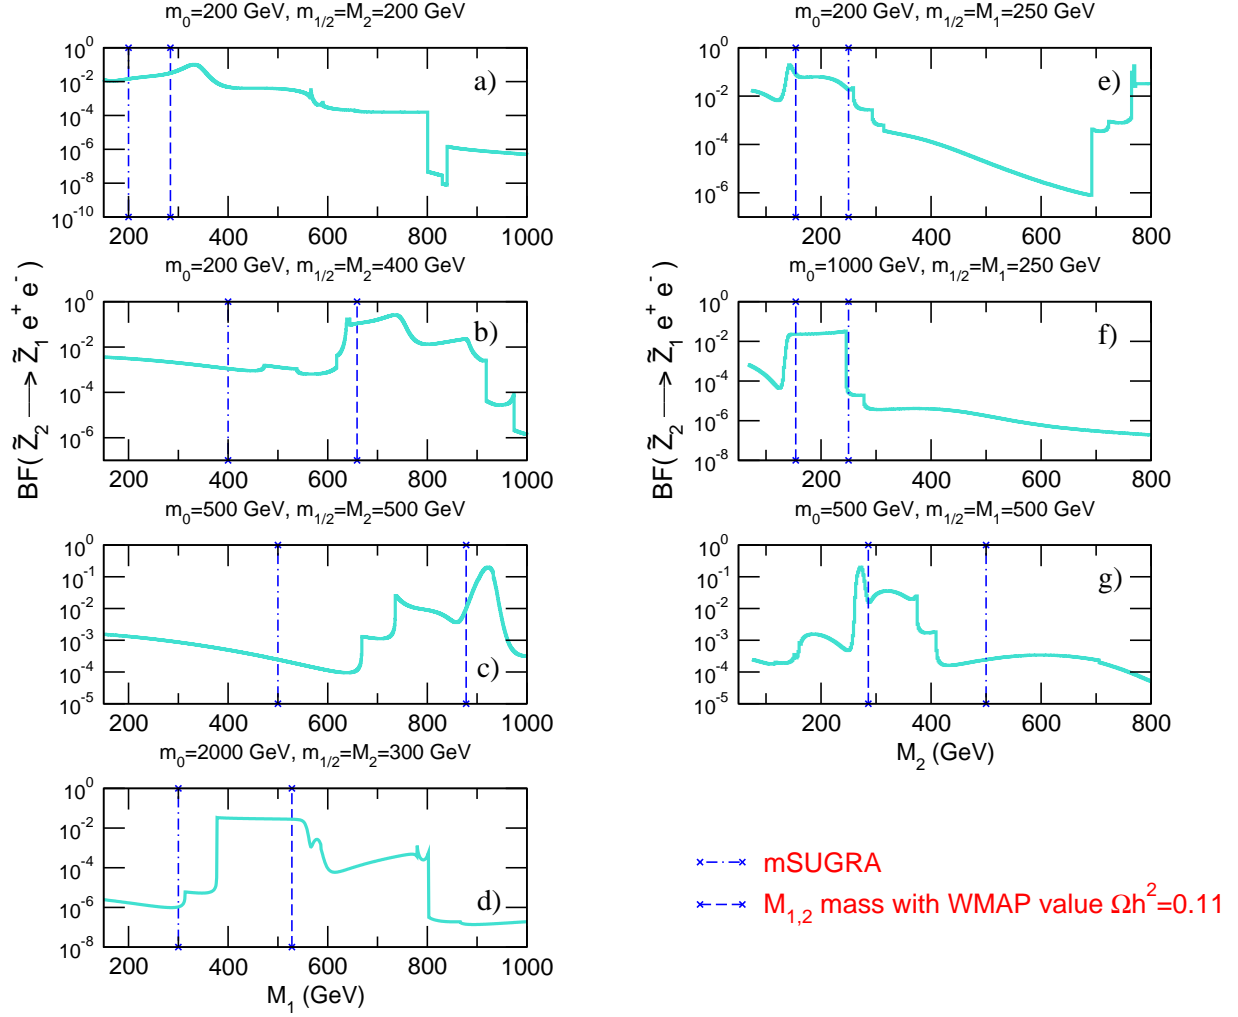 m0=200 GeV, m1/2=M2=200 GeV
10^0
10^-2
10^-4
10^-6
10^-8
10^-10
a)
200 400 600 800 1000
m0=200 GeV, m1/2=M2=400 GeV
10^0
10^-2
10^-4
10^-6
b)
200 400 600 800 1000
BF( Z̃2 ⟶ Z̃1 e+ e- )
m0=500 GeV, m1/2=M2=500 GeV
10^0
10^-1
10^-2
10^-3
10^-4
10^-5
c)
200 400 600 800 1000
m0=2000 GeV, m1/2=M2=300 GeV
10^0
10^-2
10^-4
10^-6
10^-8
d)
200 400 600 800 1000
M1 (GeV)
m0=200 GeV, m1/2=M1=250 GeV
10^0
10^-2
10^-4
10^-6
e)
200 400 600 800
m0=1000 GeV, m1/2=M1=250 GeV
10^0
10^-2
10^-4
10^-6
10^-8
f)
200 400 600 800
BF( Z̃2 ⟶ Z̃1 e+ e- )
m0=500 GeV, m1/2=M1=500 GeV
10^0
10^-1
10^-2
10^-3
10^-4
10^-5
g)
200 400 600 800
M2 (GeV)
mSUGRA
M1,2 mass with WMAP value Ωh^2=0.11